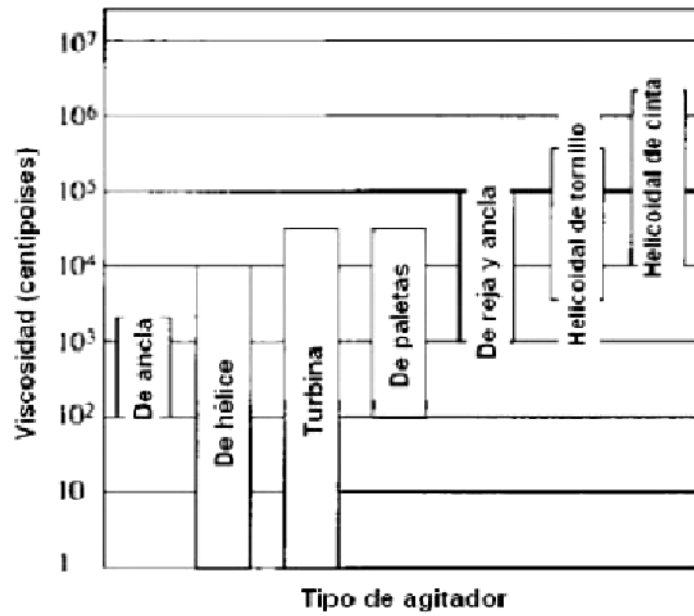 10⁷
10⁶
10⁵
10⁴
10³
10²
10
1
Viscosidad (centipoises)
De ancla
De hélice
Turbina
De paletas
De reja y ancla
Helicoidal de tornillo
Helicoidal de cinta
Tipo de agitador